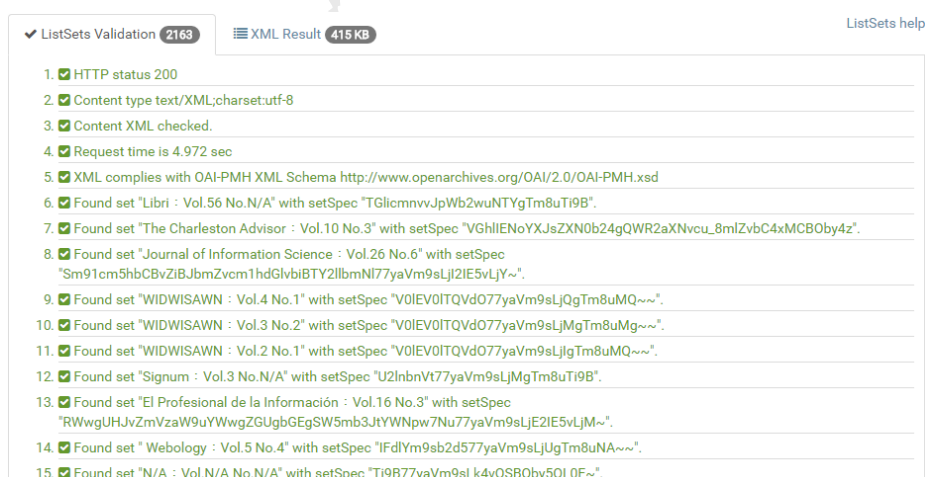 ListSets Validation 2163
XML Result 415 KB
ListSets help
1. HTTP status 200
2. Content type text/XML;charset:utf-8
3. Content XML checked.
4. Request time is 4.972 sec
5. XML complies with OAI-PMH XML Schema http://www.openarchives.org/OAI/2.0/OAI-PMH.xsd
6. Found set "Libri：Vol.56 No.N/A" with setSpec "TGlicmnvvJpWb2wuNTYgTm8uTi9B".
7. Found set "The Charleston Advisor：Vol.10 No.3" with setSpec "VGhlIENoYXJsZXN0b24gQWR2aXNvcu_8mlZvbC4xMCBOby4z".
8. Found set "Journal of Information Science：Vol.26 No.6" with setSpec
"Sm91cm5hbCBvZiBJbmZvcm1hdGlvbiBTY2llbmNl77yaVm9sLjI2IE5vLjY~".
9. Found set "WIDWISAWN：Vol.4 No.1" with setSpec "V0lEV0lTQVdO77yaVm9sLjQgTm8uMQ~~".
10. Found set "WIDWISAWN：Vol.3 No.2" with setSpec "V0lEV0lTQVdO77yaVm9sLjMgTm8uMg~~".
11. Found set "WIDWISAWN：Vol.2 No.1" with setSpec "V0lEV0lTQVdO77yaVm9sLjIgTm8uMQ~~".
12. Found set "Signum：Vol.3 No.N/A" with setSpec "U2lnbnVt77yaVm9sLjMgTm8uTi9B".
13. Found set "El Profesional de la Información：Vol.16 No.3" with setSpec
"RWwgUHJvZmVzaW9uYWwgZGUgbGEgSW5mb3JtYWNpw7Nu77yaVm9sLjE2IE5vLjM~".
14. Found set " Webology：Vol.5 No.4" with setSpec "IFdlYm9sb2d577yaVm9sLjUgTm8uNA~~".
15. Found set "N/A：Vol.N/A No.N/A" with setSpec "Ti9B77yaVm9sLk4vQSBOby5OL0E~".